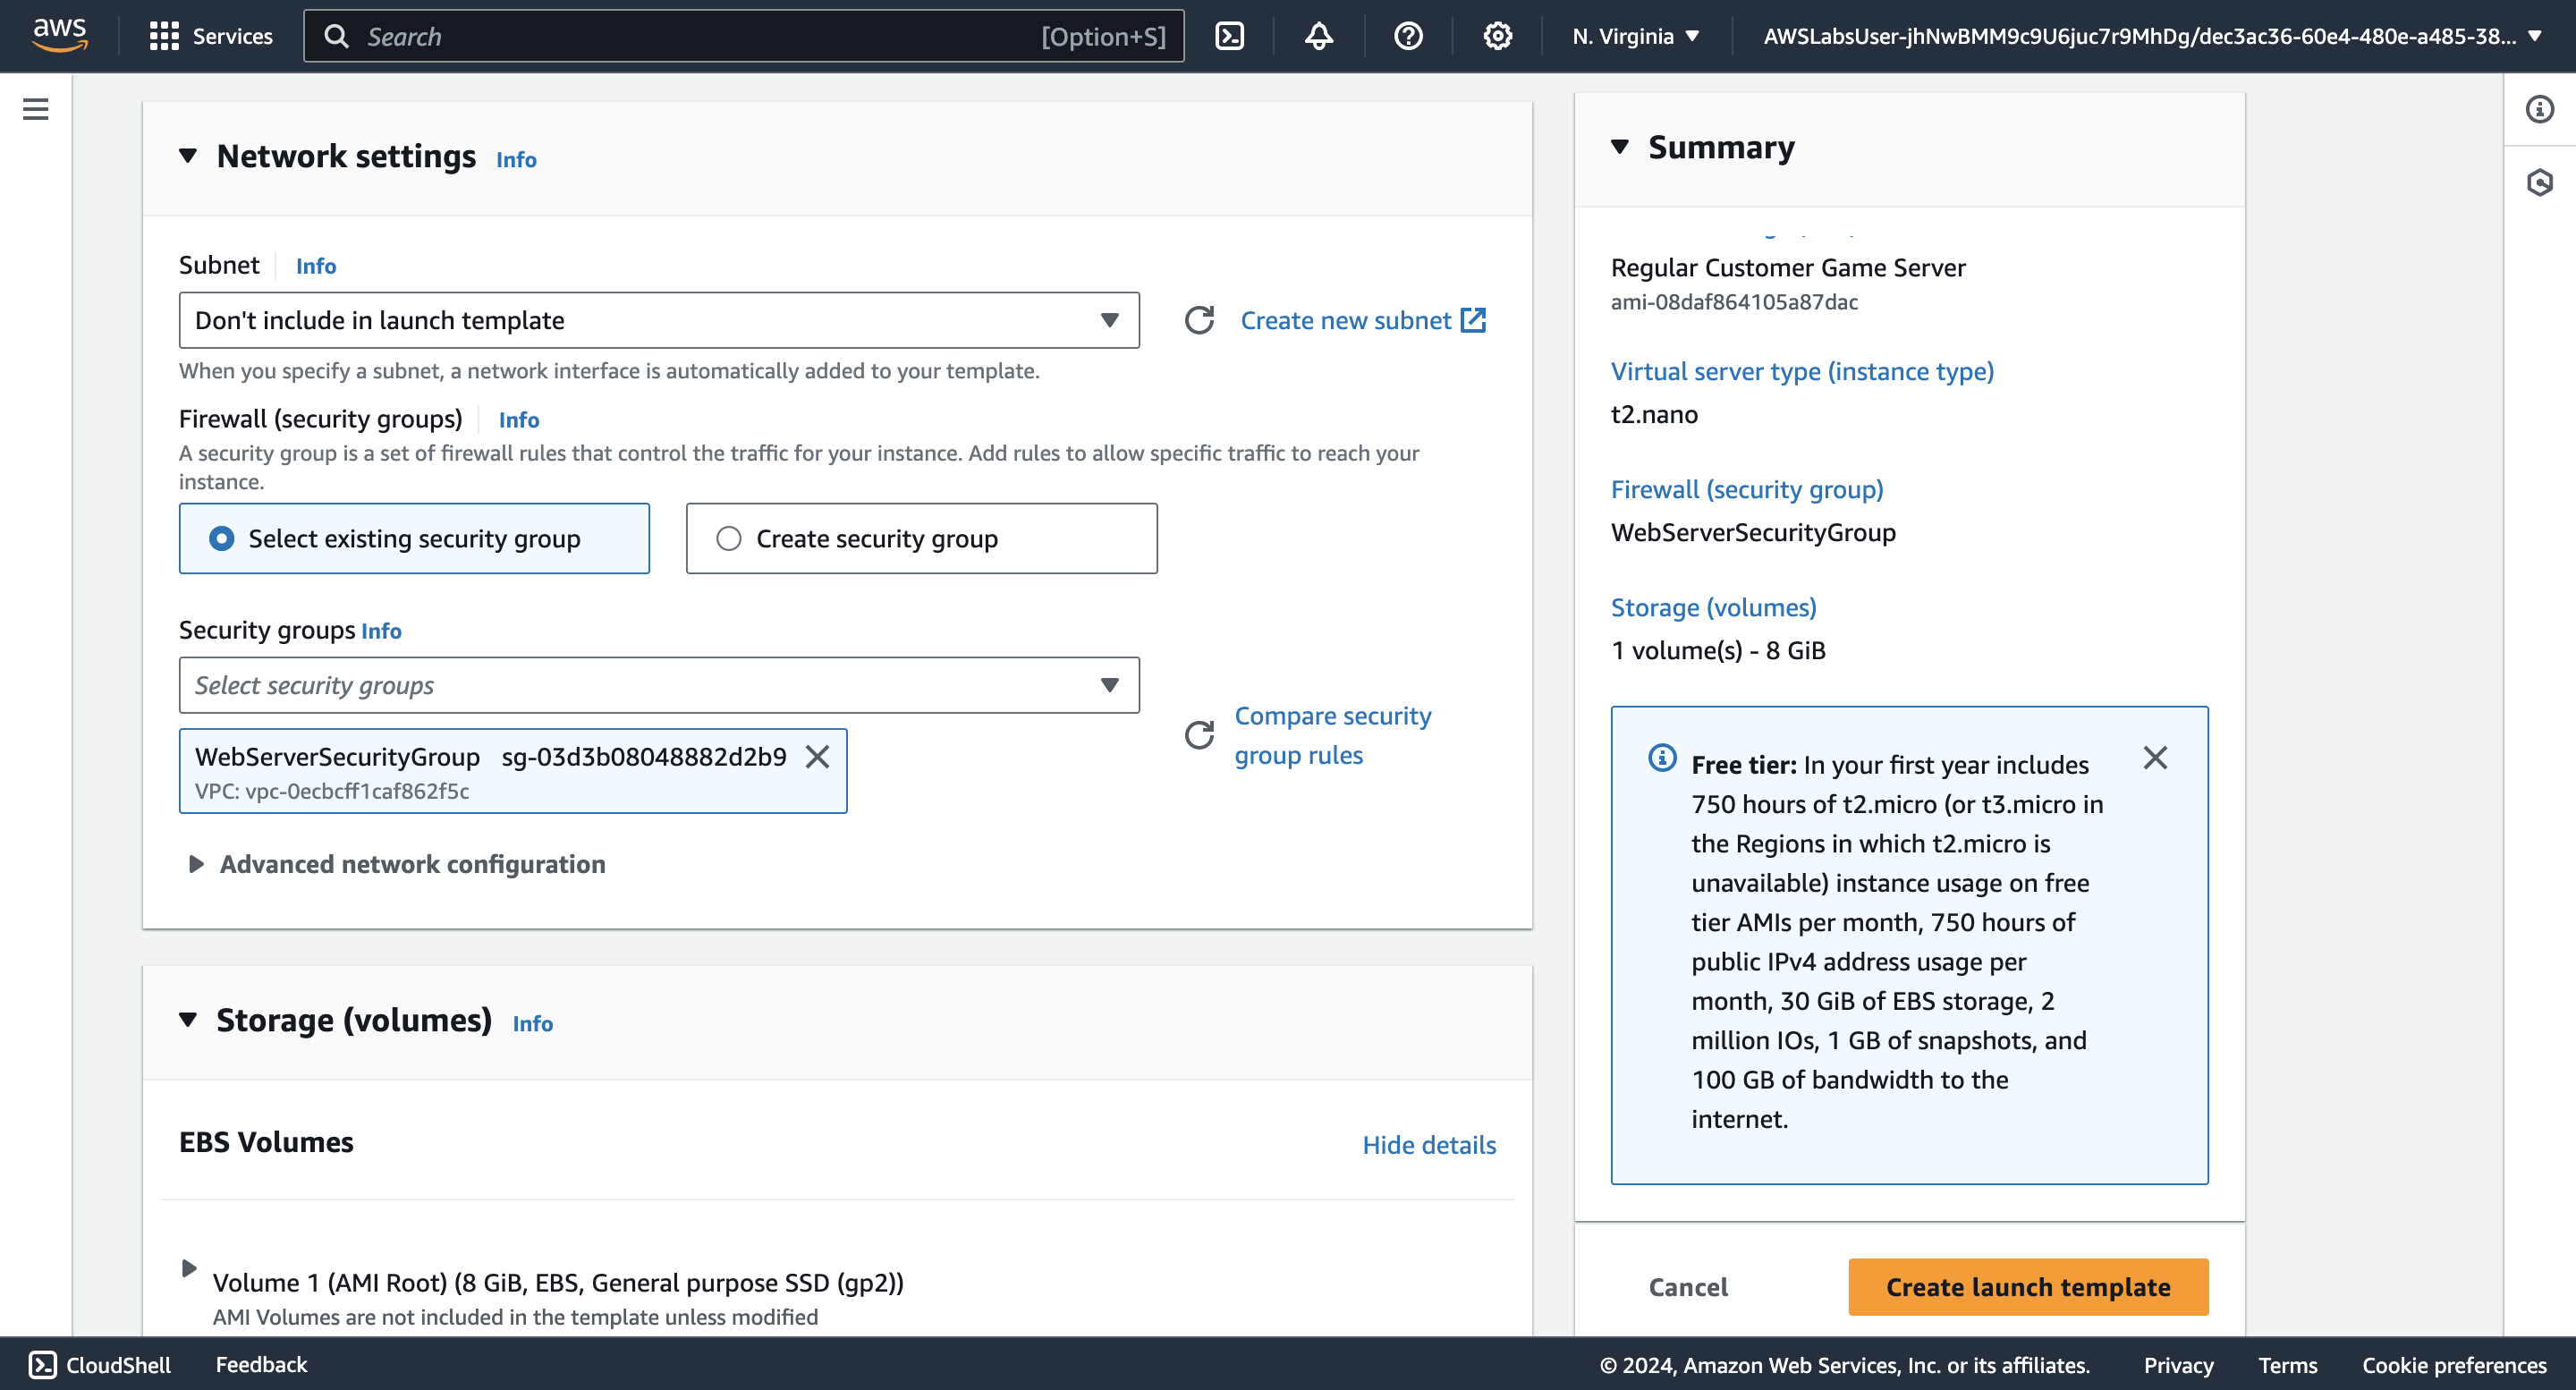 aws
Services
Search
[Option+S]
N. Virginia
AWSLabsUser-jhNwBMM9c9U6juc7r9MhDg/dec3ac36-60e4-480e-a485-38...
Network settings Info
Subnet Info
Don't include in launch template
Create new subnet
When you specify a subnet, a network interface is automatically added to your template.
Firewall (security groups) Info
A security group is a set of firewall rules that control the traffic for your instance. Add rules to allow specific traffic to reach your
instance.
Select existing security group
Create security group
Security groups Info
Select security groups
Compare security
group rules
WebServerSecurityGroup sg-03d3b08048882d2b9
VPC: vpc-0ecbcff1caf862f5c
Advanced network configuration
Storage (volumes) Info
EBS Volumes
Hide details
Volume 1 (AMI Root) (8 GiB, EBS, General purpose SSD (gp2))
AMI Volumes are not included in the template unless modified
Summary
Regular Customer Game Server
ami-08daf864105a87dac
Virtual server type (instance type)
t2.nano
Firewall (security group)
WebServerSecurityGroup
Storage (volumes)
1 volume(s) - 8 GiB
Free tier: In your first year includes
750 hours of t2.micro (or t3.micro in
the Regions in which t2.micro is
unavailable) instance usage on free
tier AMIs per month, 750 hours of
public IPv4 address usage per
month, 30 GiB of EBS storage, 2
million IOs, 1 GB of snapshots, and
100 GB of bandwidth to the
internet.
Cancel
Create launch template
CloudShell
Feedback
© 2024, Amazon Web Services, Inc. or its affiliates.
Privacy
Terms
Cookie preferences